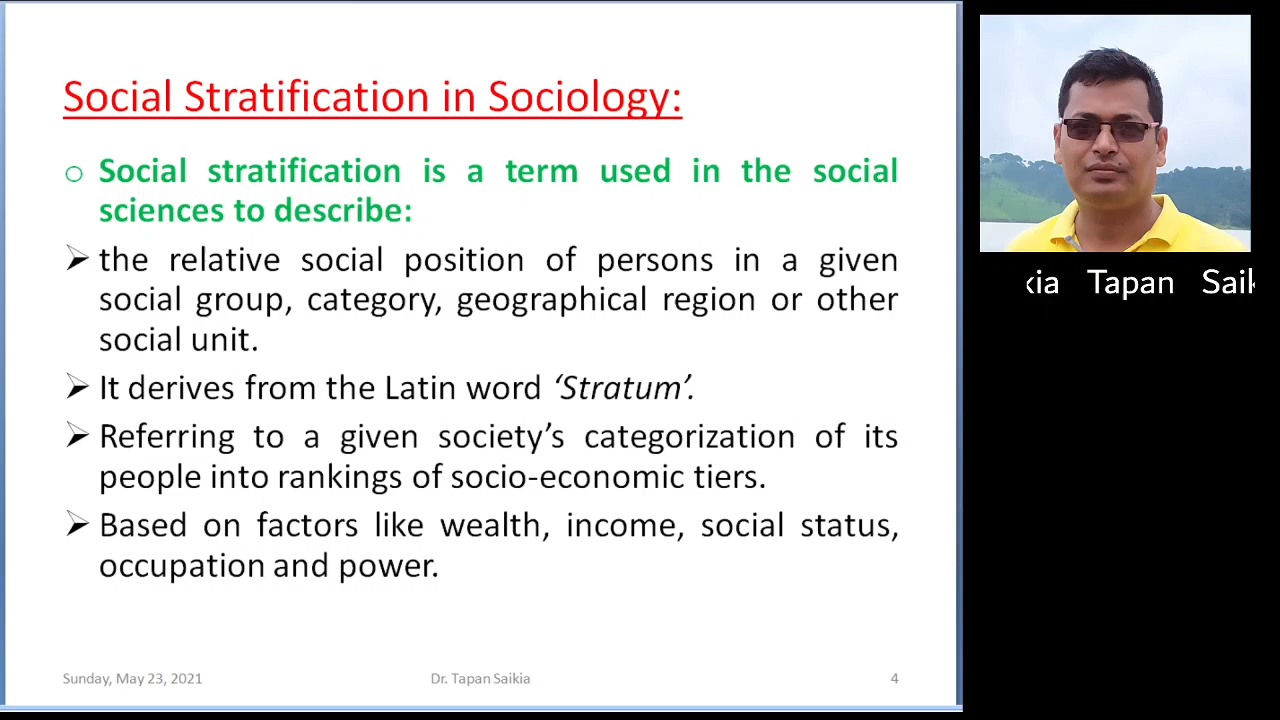 Social Stratification in Sociology:
Social stratification is a term used in the social
sciences to describe:
the relative social position of persons in a given
social group, category, geographical region or other
social unit.
It derives from the Latin word ‘Stratum’.
Referring to a given society’s categorization of its
people into rankings of socio-economic tiers.
Based on factors like wealth, income, social status,
occupation and power.
Sunday, May 23, 2021
Dr. Tapan Saikia
4
Tapan